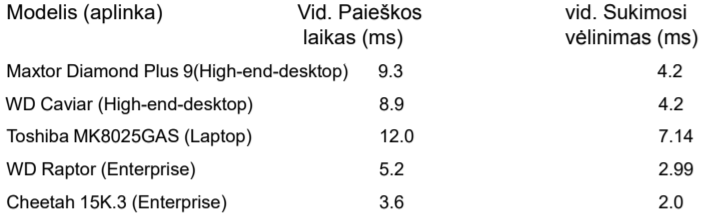 Modelis (aplinka) Vid. Paieškos vid. Sukimosi
laikas (ms) vėlinimas (ms)
Maxtor Diamond Plus 9(High-end-desktop) 9.3 4.2
WD Caviar (High-end-desktop) 8.9 4.2
Toshiba MK8025GAS (Laptop) 12.0 7.14
WD Raptor (Enterprise) 5.2 2.99
Cheetah 15K.3 (Enterprise) 3.6 2.0